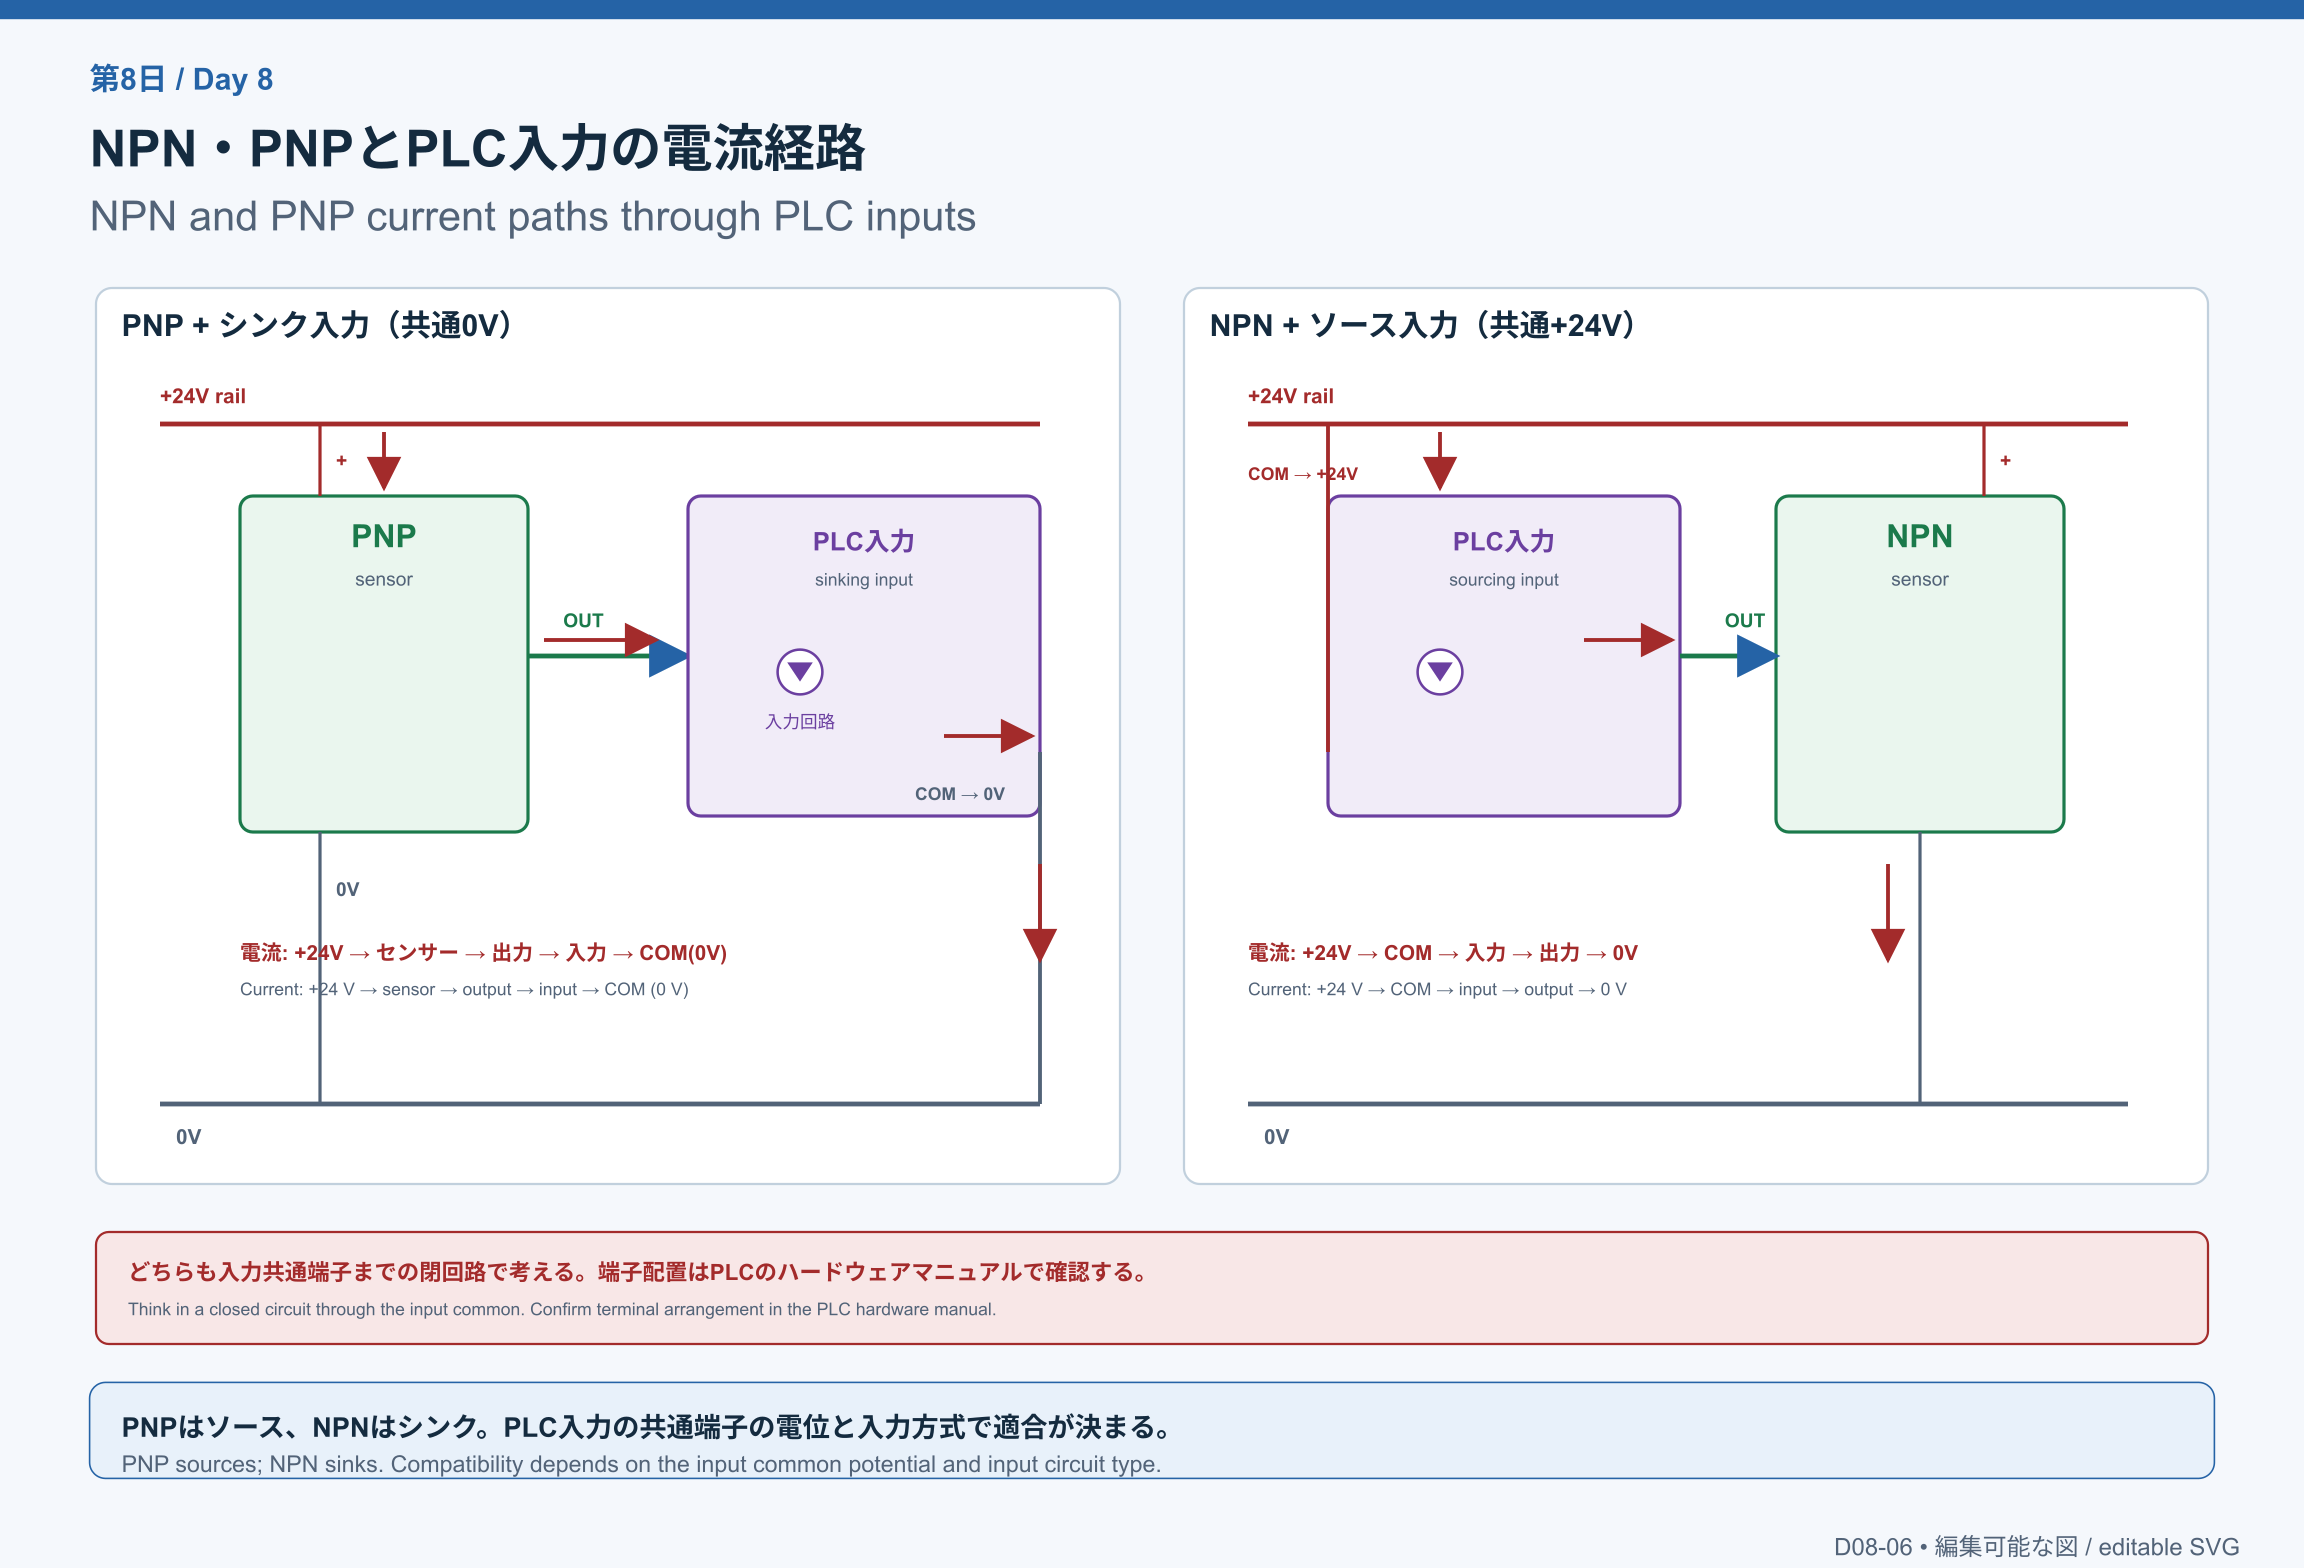 第8日 / Day 8
NPN・PNPとPLC入力の電流経路
NPN and PNP current paths through PLC inputs
PNP + シンク入力（共通0V）
+24V rail
+
PNP
sensor
OUT
PLC入力
sinking input
入力回路
COM → 0V
0V
電流: +24V → センサー → 出力 → 入力 → COM(0V)
Current: +24 V → sensor → output → input → COM (0 V)
0V
NPN + ソース入力（共通+24V）
+24V rail
COM → +24V
+
PLC入力
sourcing input
OUT
NPN
sensor
電流: +24V → COM → 入力 → 出力 → 0V
Current: +24 V → COM → input → output → 0 V
0V
どちらも入力共通端子までの閉回路で考える。端子配置はPLCのハードウェアマニュアルで確認する。
Think in a closed circuit through the input common. Confirm terminal arrangement in the PLC hardware manual.
PNPはソース、NPNはシンク。PLC入力の共通端子の電位と入力方式で適合が決まる。
PNP sources; NPN sinks. Compatibility depends on the input common potential and input circuit type.
D08-06 • 編集可能な図 / editable SVG